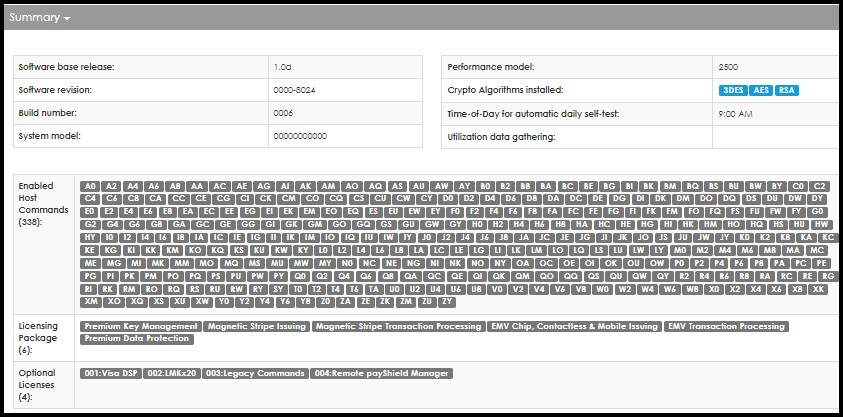 Summary
Software base release: 1.0d
Software revision: 0000-8024
Build number: 0006
System model: 00000000000
Performance model: 2500
Crypto Algorithms installed: 3DES AES RSA
Time-of-Day for automatic daily self-test: 9:00 AM
Utilization data gathering:
Enabled Host Commands (338):
A0 A2 A4 A6 A8 AA AC AE AG AI AK AM AO AQ AS AU AW AY B0 B2 B8 BA BC BE BG BI BK BM BQ BS BU BW BY C0 C2
C4 C6 C8 CA CC CE CG CI CK CM CO CQ CS CU CW CY D0 D2 D4 D6 D8 DA DC DE DG DI DK DM DO DQ DS DU DW DY
E0 E2 E4 E6 E8 EA EC EE EG EI EK EM EO EQ ES EU EW EY F0 F2 F4 F6 F8 FA FC FE FG FI FK FM FO FQ FS FU FW FY G0
G2 G4 G6 G8 GA GC GE GG GI GK GM GO GQ GS GU GW GY H0 H2 H4 H6 H8 HA HC HE HG HI HK HM HO HQ HS HU HW
HY I0 I2 I4 I6 I8 IA IC IE IG II IK IM IO IQ IU IW IY J0 J2 J4 J6 J8 JA JC JE JG JI JK JO JS JU JW JY K0 K2 K8 KA KC
KE KG KI KK KM KO KQ KS KU KW KY L0 L2 L4 L6 L8 LA LC LE LG LI LK LM LO LQ LS LU LW LY M0 M2 M4 M6 M8 MA MC
ME MG MI MK MM MO MQ MS MU MW MY N0 NC NE NG NI NK NO NY OA OC OE OI OK OU OW P0 P2 P4 P6 P8 PA PC PE
PG PI PK PM PO PQ PS PU PW PY Q0 Q2 Q4 Q6 Q8 QA QC QE QI QK QM QO QQ QS QU QW QY R2 R4 R6 R8 RA RC RE RG
RI RK RM RO RQ RS RU RW RY SY T0 T2 T4 T6 TA U0 U2 U4 U6 U8 V0 V2 V4 V6 V8 W0 W2 W4 W6 W8 X0 X2 X4 X6 X8 XK
XM XO XQ XS XU XW Y0 Y2 Y4 Y6 Y8 Z0 ZA ZE ZK ZM ZU ZY
Licensing Package (6):
Premium Key Management Magnetic Stripe Issuing Magnetic Stripe Transaction Processing EMV Chip, Contactless & Mobile Issuing EMV Transaction Processing
Premium Data Protection
Optional Licenses (4):
001:Visa DSP 002:LMKx20 003:Legacy Commands 004:Remote payShield Manager